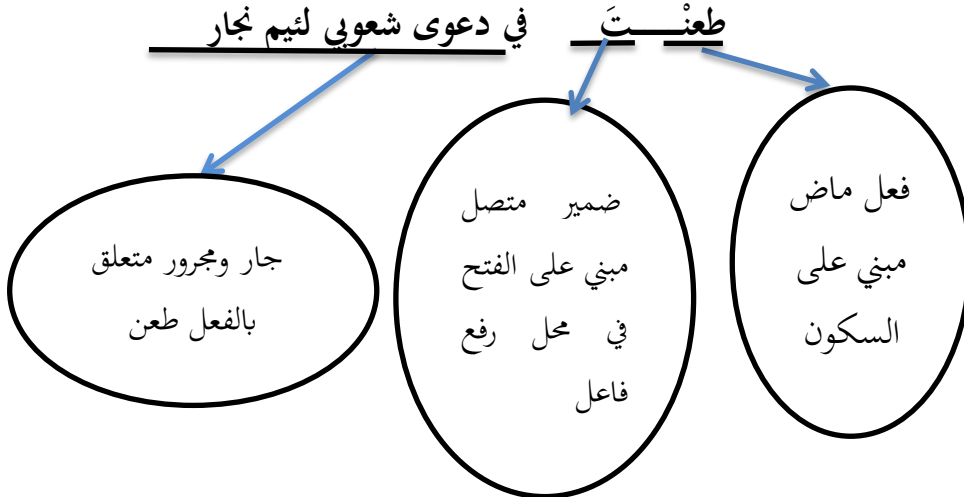 طعنْـــــتَ في دعوى شعوبي لئيم نجار
فعل ماض
مبني على
السكون
ضمير متصل
مبني على الفتح
في محل رفع
فاعل
جار ومجرور متعلق
بالفعل طعن